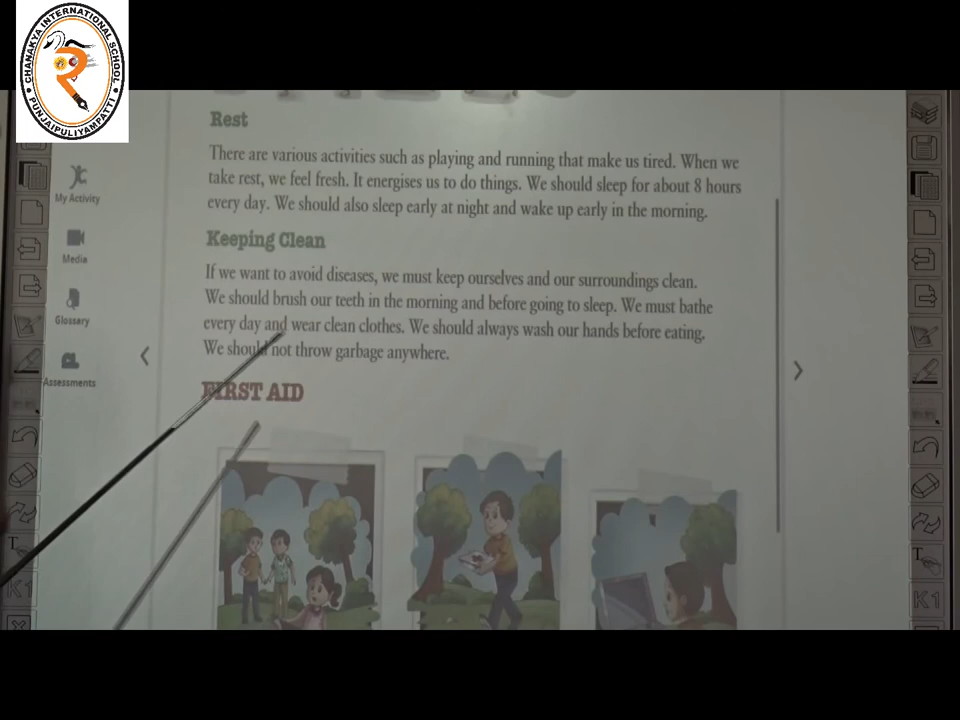 CHANAKYA INTERNATIONAL SCHOOL
PUNJAIPULIYAMPATTI
Rest
There are various activities such as playing and running that make us tired. When we
take rest, we feel fresh. It energises us to do things. We should sleep for about 8 hours
every day. We should also sleep early at night and wake up early in the morning.
Keeping Clean
If we want to avoid diseases, we must keep ourselves and our surroundings clean.
We should brush our teeth in the morning and before going to sleep. We must bathe
every day and wear clean clothes. We should always wash our hands before eating.
We should not throw garbage anywhere.
FIRST AID
My Activity
Media
Glossary
Assessments
T
K1
T
K1